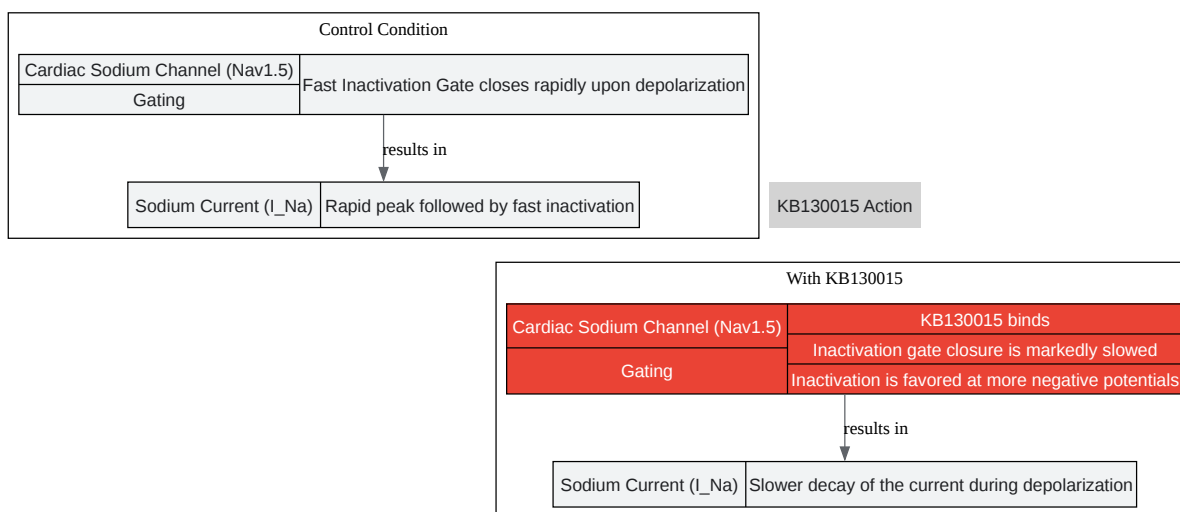 Control Condition
Cardiac Sodium Channel (Nav1.5)
Gating
Fast Inactivation Gate closes rapidly upon depolarization
results in
Sodium Current (I_Na)
Rapid peak followed by fast inactivation
KB130015 Action
With KB130015
Cardiac Sodium Channel (Nav1.5)
Gating
KB130015 binds
Inactivation gate closure is markedly slowed
Inactivation is favored at more negative potentials
results in
Sodium Current (I_Na)
Slower decay of the current during depolarization